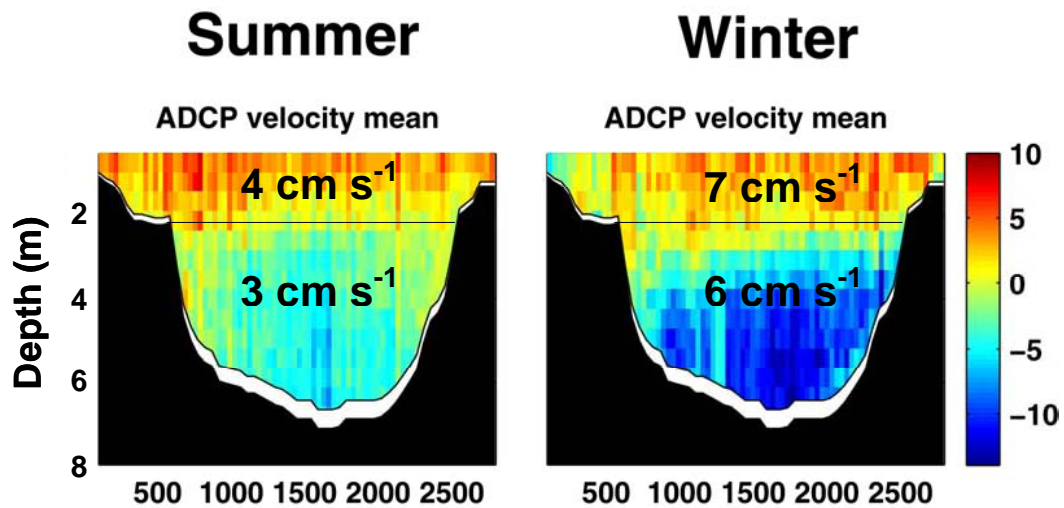 Summer
Winter
ADCP velocity mean
ADCP velocity mean
Depth (m)
2
4
6
8
4 cm s-1
3 cm s-1
500 1000 1500 2000 2500
7 cm s-1
6 cm s-1
500 1000 1500 2000 2500
10
5
0
−5
−10